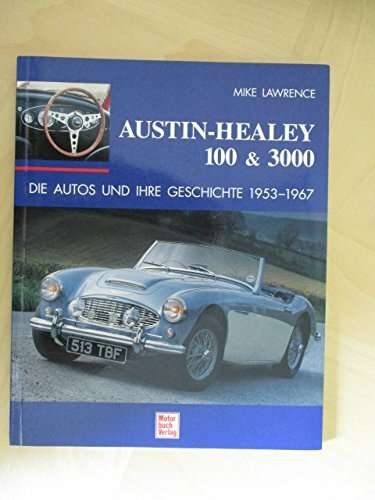 MIKE LAWRENCE
AUSTIN-HEALEY
100 & 3000
DIE AUTOS UND IHRE GESCHICHTE 1953–1967
513 TBF
Motor
buch
Verlag